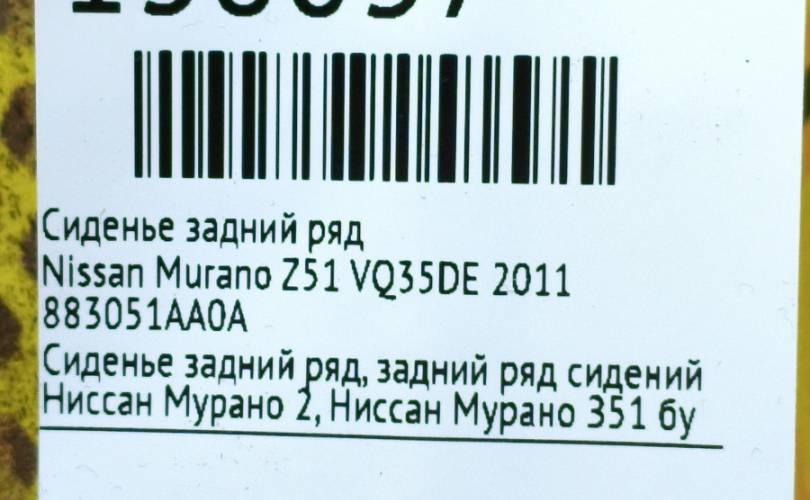 Сиденье задний ряд
Nissan Murano Z51 VQ35DE 2011
883051AA0A
Сиденье задний ряд, задний ряд сидений
Ниссан Мурано 2, Ниссан Мурано З51 бу